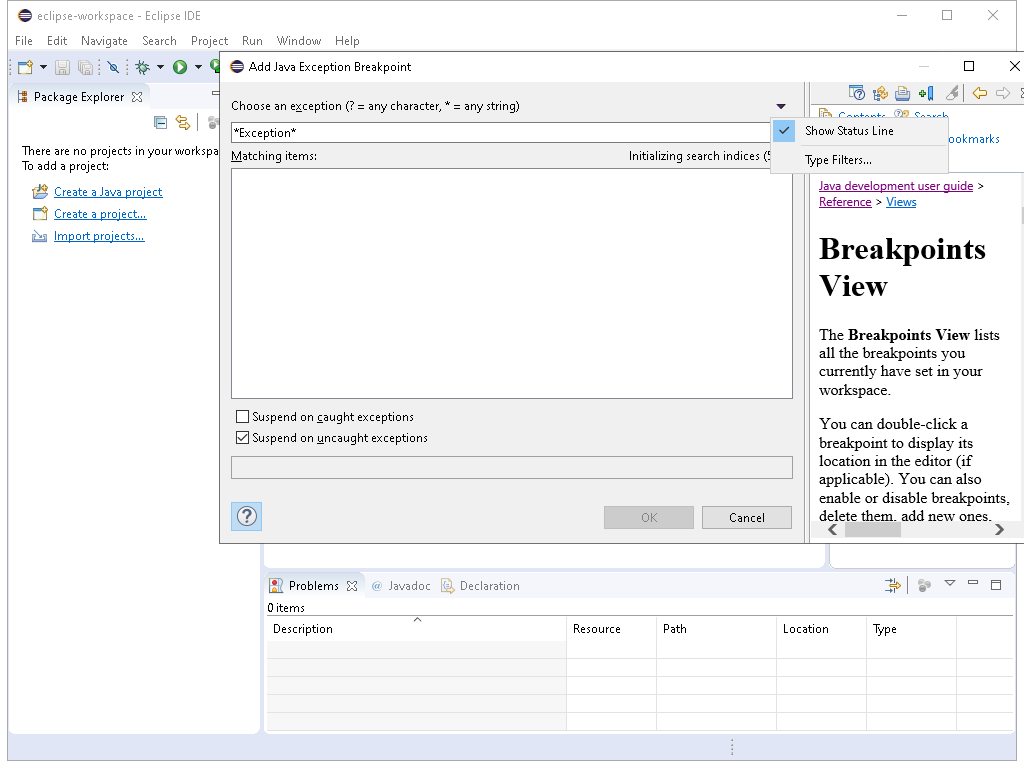 eclipse-workspace - Eclipse IDE
File Edit Navigate Search Project Run Window Help
Add Java Exception Breakpoint
Package Explorer
There are no projects in your workspa
To add a project:
Create a Java project
Create a project...
Import projects...
Choose an exception (? = any character, * = any string)
*Exception*
Matching items:
Initializing search indices (5
Show Status Line
Type Filters...
Suspend on caught exceptions
Suspend on uncaught exceptions
OK
Cancel
Contents Search
ookmarks
Java development user guide >
Reference > Views
Breakpoints
View
The Breakpoints View lists
all the breakpoints you
currently have set in your
workspace.
You can double-click a
breakpoint to display its
location in the editor (if
applicable). You can also
enable or disable breakpoints,
delete them, add new ones,
Problems @ Javadoc Declaration
0 items
Description Resource Path Location Type